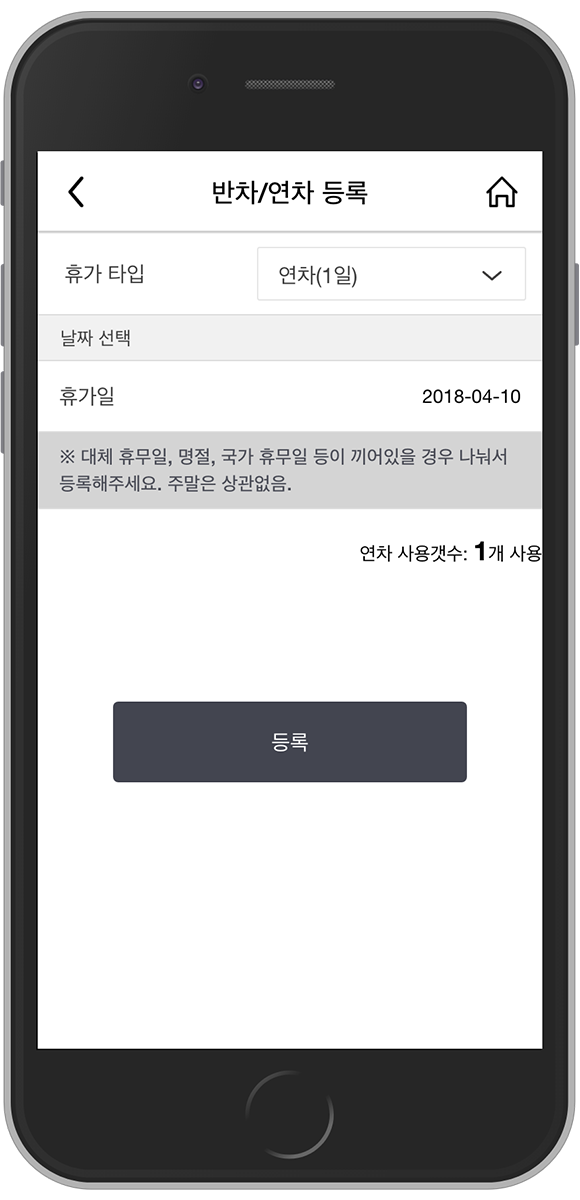 반차/연차 등록
휴가 타입
연차(1일)
날짜 선택
휴가일
2018-04-10
※ 대체 휴무일, 명절, 국가 휴무일 등이 끼어있을 경우 나눠서
등록해주세요. 주말은 상관없음.
연차 사용갯수: 1개 사용
등록